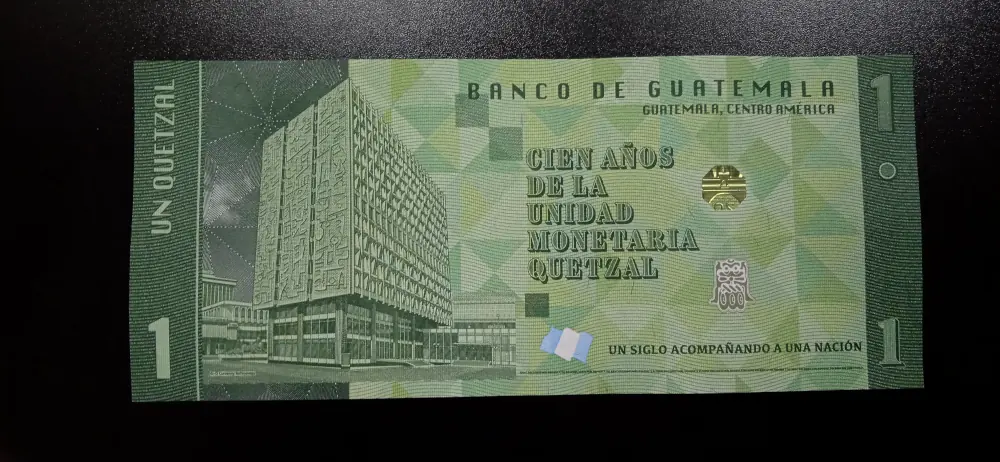 UN QUETZAL
1
BANCO DE GUATEMALA
GUATEMALA, CENTRO AMÉRICA
CIEN AÑOS
DE LA
UNIDAD
MONETARIA
QUETZAL
UN SIGLO ACOMPAÑANDO A UNA NACIÓN
1
1